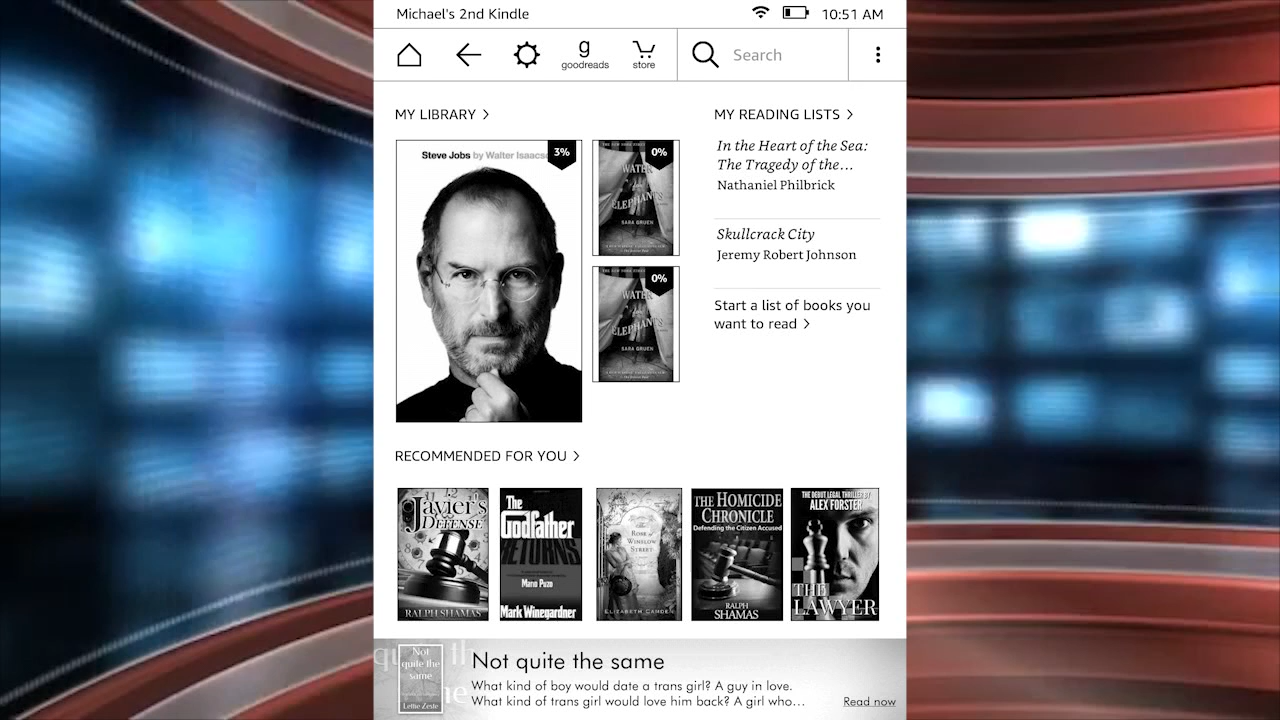 Michael's 2nd Kindle
10:51 AM
goodreads
store
Search
MY LIBRARY
MY READING LISTS
Steve Jobs by Walter Isaacs
3%
0%
WATER
ELEPHANTS
SARA GRUEN
0%
WATER
ELEPHANTS
SARA GRUEN
In the Heart of the Sea:
The Tragedy of the…
Nathaniel Philbrick
Skullcrack City
Jeremy Robert Johnson
Start a list of books you
want to read
RECOMMENDED FOR YOU
Javier's
DEFENSE
RALPH SHAMAS
The
Godfather
RETURNS
Mario Puzo
Mark Winegardner
ROSE
WINSLOW
STREET
ELIZABETH CAMDEN
THE HOMICIDE
CHRONICLE
Defending the Citizen Accused
RALPH
SHAMAS
THE DEBUT LEGAL THRILLER BY
ALEX FORSTER
THE
LAWYER
Not
quite the
same
Lettie Zeste
Not quite the same
What kind of boy would date a trans girl? A guy in love.
What kind of trans girl would love him back? A girl who…
Read now